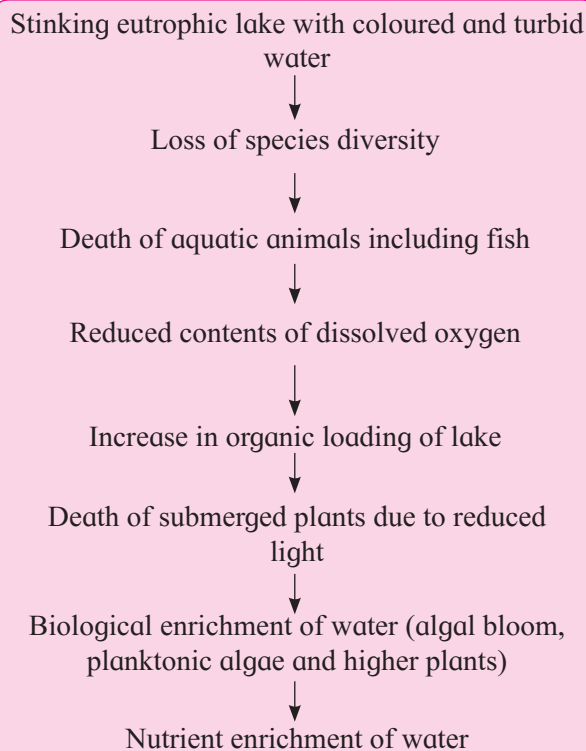 Stinking eutrophic lake with coloured and turbid
water
Loss of species diversity
Death of aquatic animals including fish
Reduced contents of dissolved oxygen
Increase in organic loading of lake
Death of submerged plants due to reduced
light
Biological enrichment of water (algal bloom,
planktonic algae and higher plants)
Nutrient enrichment of water